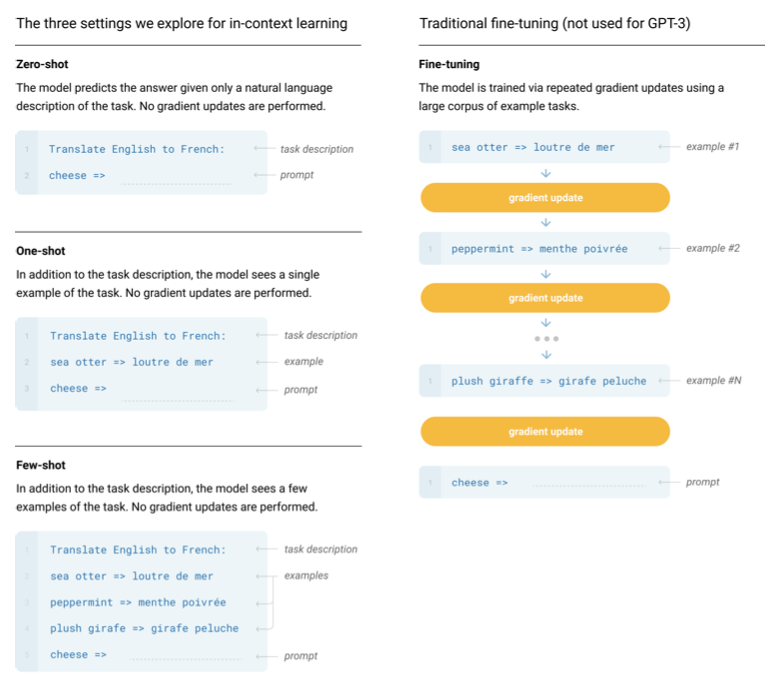 The three settings we explore for in-context learning
Zero-shot
The model predicts the answer given only a natural language
description of the task. No gradient updates are performed.
1 Translate English to French: task description
2 cheese => prompt
One-shot
In addition to the task description, the model sees a single
example of the task. No gradient updates are performed.
1 Translate English to French: task description
2 sea otter => loutre de mer example
3 cheese => prompt
Few-shot
In addition to the task description, the model sees a few
examples of the task. No gradient updates are performed.
1 Translate English to French: task description
2 sea otter => loutre de mer examples
3 peppermint => menthe poivrée
4 plush girafe => girafe peluche
5 cheese => prompt
Traditional fine-tuning (not used for GPT-3)
Fine-tuning
The model is trained via repeated gradient updates using a
large corpus of example tasks.
1 sea otter => loutre de mer example #1
gradient update
1 peppermint => menthe poivrée example #2
gradient update
1 plush giraffe => girafe peluche example #N
gradient update
1 cheese => prompt